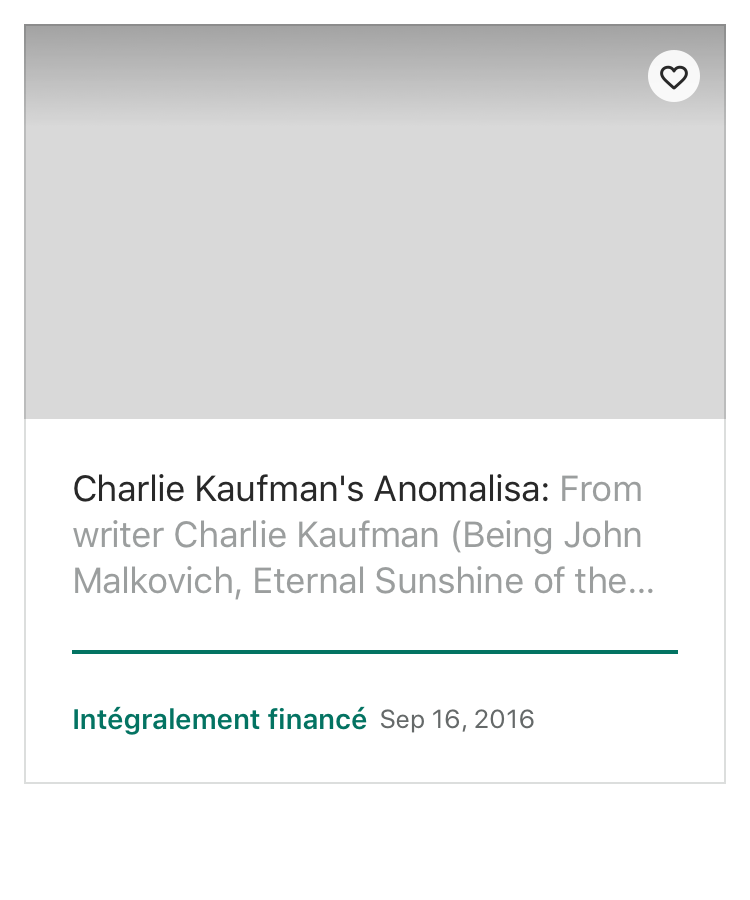 Charlie Kaufman's Anomalisa: From
writer Charlie Kaufman (Being John
Malkovich, Eternal Sunshine of the...
Intégralement financé Sep 16, 2016